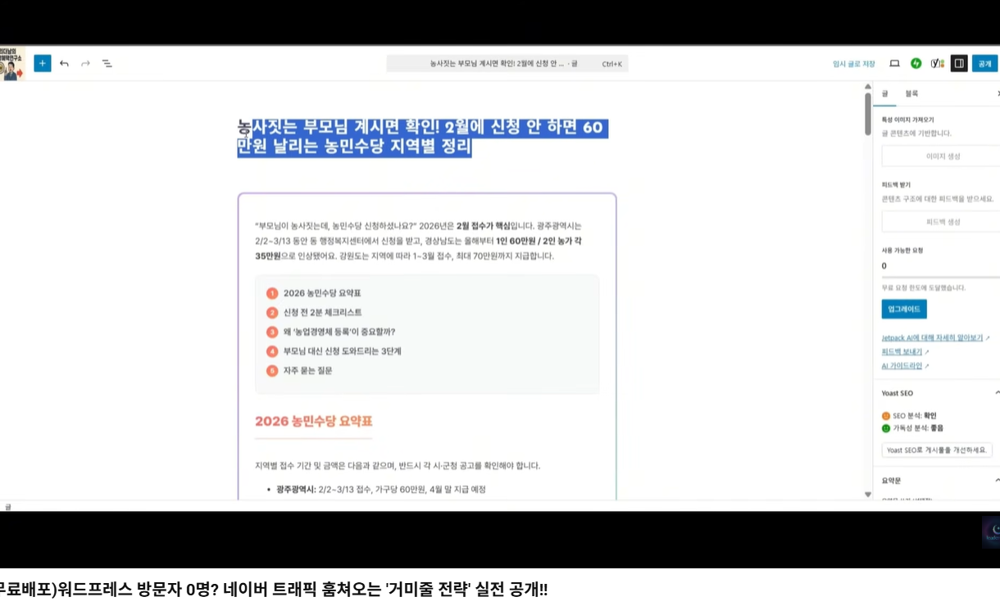 농사짓는 부모님 계시면 확인! 2월에 신청 안 ... · 글 Ctrl+K
임시 글로 저장
공개
농사짓는 부모님 계시면 확인! 2월에 신청 안 하면 60
만원 날리는 농민수당 지역별 정리
"부모님이 농사짓는데, 농민수당 신청하셨나요?" 2026년은 2월 접수가 핵심입니다. 광주광역시는
2/2~3/13 동안 동 행정복지센터에서 신청을 받고, 경상남도는 올해부터 1인 60만원 / 2인 농가 각
35만원으로 인상됐어요. 강원도는 지역에 따라 1~3월 접수, 최대 70만원까지 지급합니다.
1 2026 농민수당 요약표
2 신청 전 2분 체크리스트
3 왜 '농업경영체 등록'이 중요할까?
4 부모님 대신 신청 도와드리는 3단계
5 자주 묻는 질문
2026 농민수당 요약표
지역별 접수 기간 및 금액은 다음과 같으며, 반드시 각 시·군청 공고를 확인해야 합니다.
• 광주광역시: 2/2~3/13 접수, 가구당 60만원, 4월 말 지급 예정
글 블록
특성 이미지 가져오기
글 콘텐츠에 기반합니다.
이미지 생성
피드백 받기
콘텐츠 구조에 대한 피드백을 받으세요.
피드백 생성
사용 가능한 요청
0
무료 요청 한도에 도달했습니다.
업그레이드
Jetpack AI에 대해 자세히 알아보기 ↗
피드백 보내기 ↗
AI 가이드라인 ↗
Yoast SEO
SEO 분석: 확인
가독성 분석: 좋음
Yoast SEO로 게시물을 개선하세요.
요약문
글
무료배포)워드프레스 방문자 0명? 네이버 트래픽 훔쳐오는 '거미줄 전략' 실전 공개!!